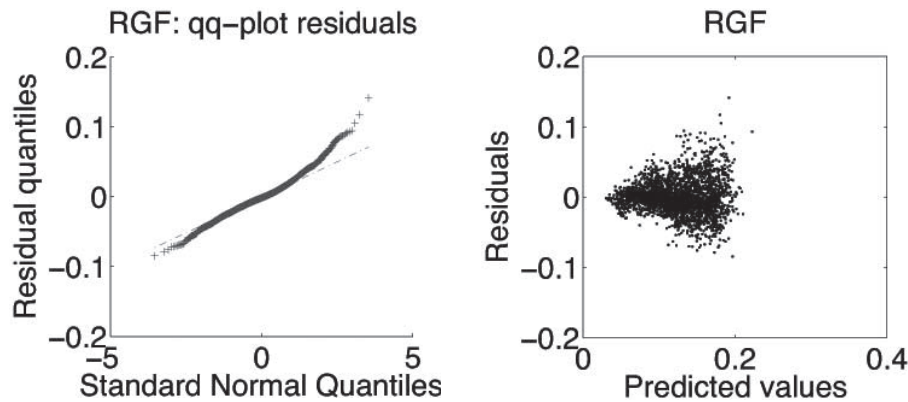 RGF: qq-plot residuals
0.2
0.1
0
-0.1
-0.2
Residual quantiles
-5
0
5
Standard Normal Quantiles
RGF
0.2
0.1
0
-0.1
-0.2
Residuals
0
0.2
0.4
Predicted values